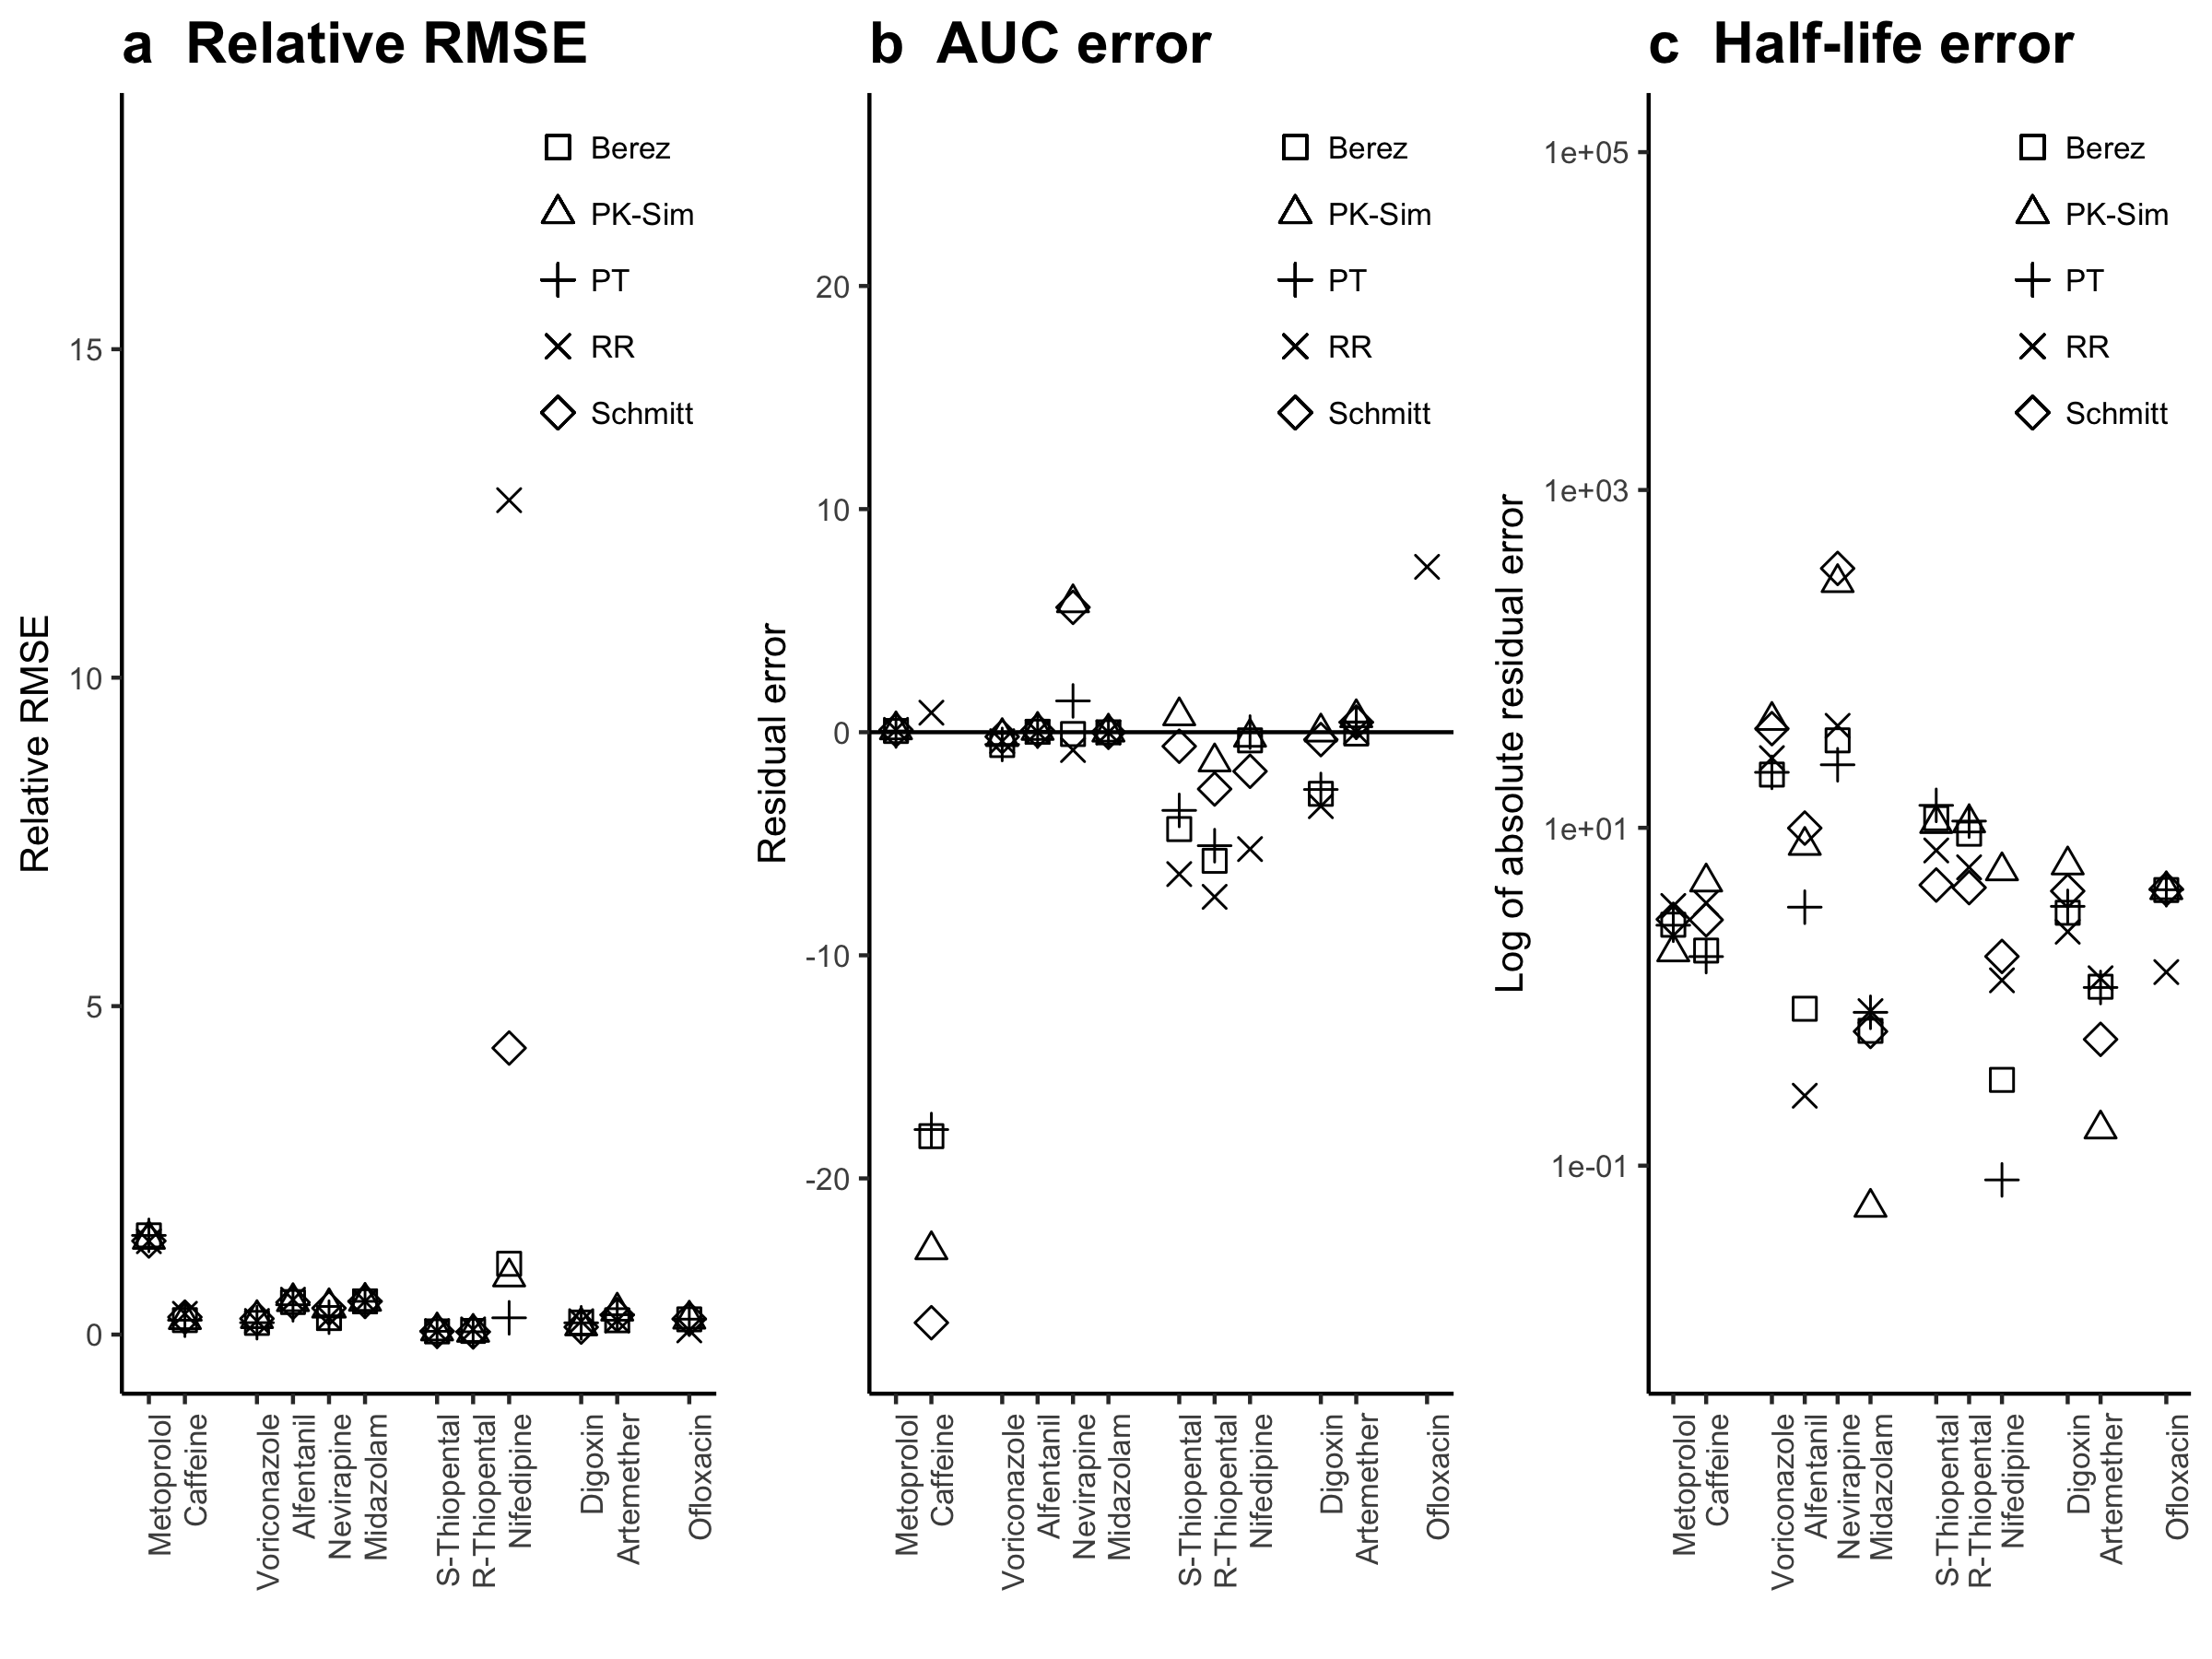 a Relative RMSE
Relative RMSE
15
10
5
0
Berez
PK-Sim
PT
RR
Schmitt
Metoprolol
Caffeine
Voriconazole
Alfentanil
Nevirapine
Midazolam
S-Thiopental
R-Thiopental
Nifedipine
Digoxin
Artemether
Ofloxacin
b AUC error
Residual error
20
10
0
-10
-20
Berez
PK-Sim
PT
RR
Schmitt
Metoprolol
Caffeine
Voriconazole
Alfentanil
Nevirapine
Midazolam
S-Thiopental
R-Thiopental
Nifedipine
Digoxin
Artemether
Ofloxacin
c Half-life error
Log of absolute residual error
1e+05
1e+03
1e+01
1e-01
Berez
PK-Sim
PT
RR
Schmitt
Metoprolol
Caffeine
Voriconazole
Alfentanil
Nevirapine
Midazolam
S-Thiopental
R-Thiopental
Nifedipine
Digoxin
Artemether
Ofloxacin